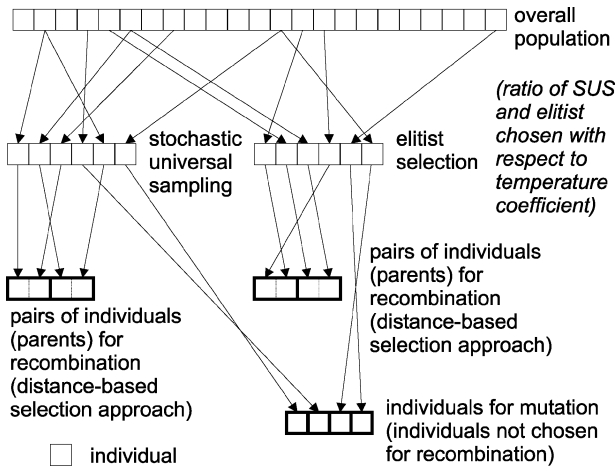 overall
population
(ratio of SUS
and elitist
chosen with
respect to
temperature
coefficient)
stochastic
universal
sampling
elitist
selection
pairs of individuals
(parents) for
recombination
(distance-based
selection approach)
pairs of individuals
(parents) for
recombination
(distance-based
selection approach)
individuals for mutation
(individuals not chosen
for recombination)
individual